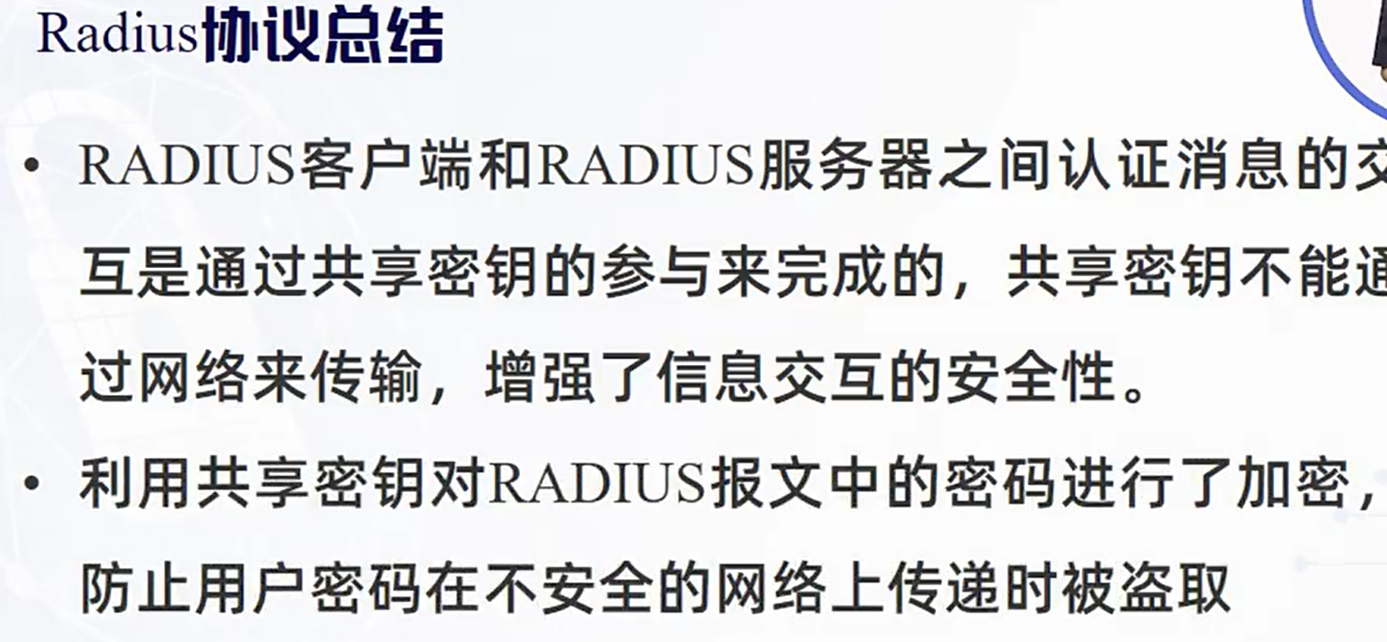 Radius协议总结
• RADIUS客户端和RADIUS服务器之间认证消息的交
互是通过共享密钥的参与来完成的，共享密钥不能通
过网络来传输，增强了信息交互的安全性。
• 利用共享密钥对RADIUS报文中的密码进行了加密，
防止用户密码在不安全的网络上传递时被盗取